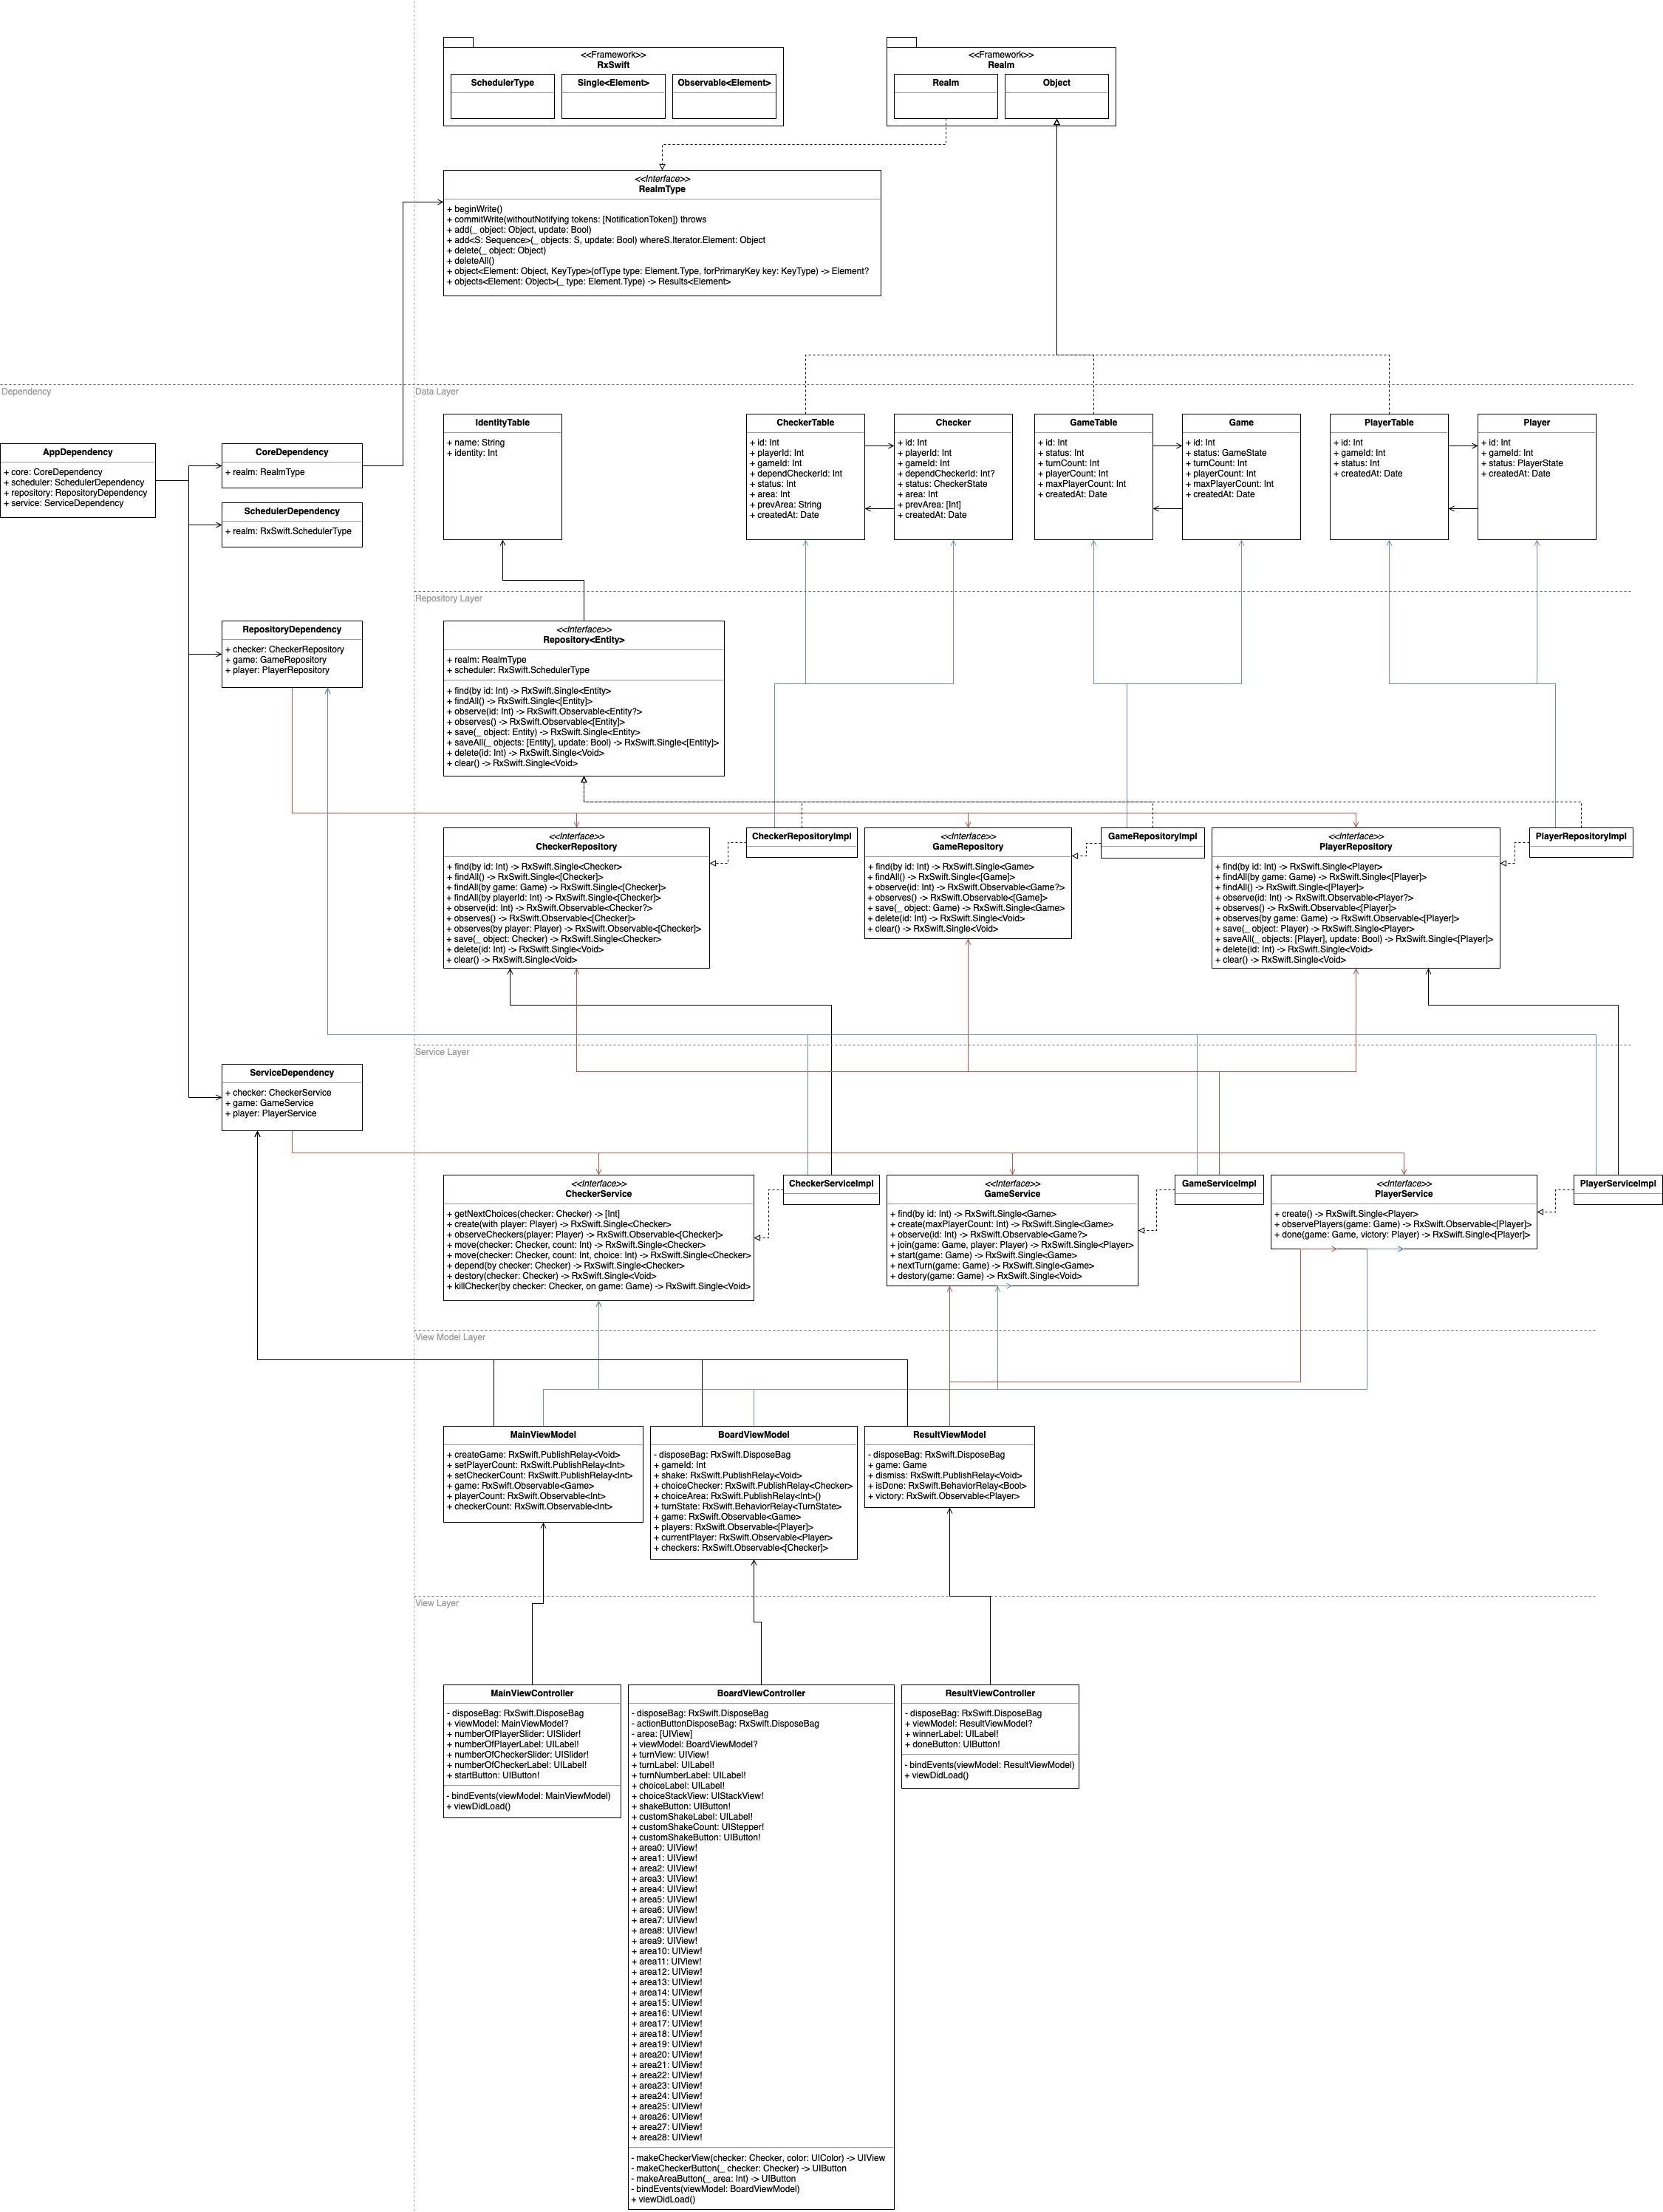 <<Framework>>
RxSwift
SchedulerType
Single<Element>
Observable<Element>
<<Framework>>
Realm
Realm
Object
<<Interface>>
RealmType
+ beginWrite()
+ commitWrite(withoutNotifying tokens: [NotificationToken]) throws
+ add(_ object: Object, update: Bool)
+ add<S: Sequence>(_ objects: S, update: Bool) whereS.Iterator.Element: Object
+ delete(_ object: Object)
+ deleteAll()
+ object<Element: Object, KeyType>(ofType type: Element.Type, forPrimaryKey key: KeyType) -> Element?
+ objects<Element: Object>(_ type: Element.Type) -> Results<Element>
Dependency
Data Layer
AppDependency
+ core: CoreDependency
+ scheduler: SchedulerDependency
+ repository: RepositoryDependency
+ service: ServiceDependency
CoreDependency
+ realm: RealmType
SchedulerDependency
+ realm: RxSwift.SchedulerType
IdentityTable
+ name: String
+ identity: Int
CheckerTable
+ id: Int
+ playerId: Int
+ gameId: Int
+ dependCheckerId: Int
+ status: Int
+ area: Int
+ prevArea: String
+ createdAt: Date
Checker
+ id: Int
+ playerId: Int
+ gameId: Int
+ dependCheckerId: Int?
+ status: CheckerState
+ area: Int
+ prevArea: [Int]
+ createdAt: Date
GameTable
+ id: Int
+ status: Int
+ turnCount: Int
+ playerCount: Int
+ maxPlayerCount: Int
+ createdAt: Date
Game
+ id: Int
+ status: GameState
+ turnCount: Int
+ playerCount: Int
+ maxPlayerCount: Int
+ createdAt: Date
PlayerTable
+ id: Int
+ gameId: Int
+ status: Int
+ createdAt: Date
Player
+ id: Int
+ gameId: Int
+ status: PlayerState
+ createdAt: Date
Repository Layer
RepositoryDependency
+ checker: CheckerRepository
+ game: GameRepository
+ player: PlayerRepository
<<Interface>>
Repository<Entity>
+ realm: RealmType
+ scheduler: RxSwift.SchedulerType
+ find(by id: Int) -> RxSwift.Single<Entity>
+ findAll() -> RxSwift.Single<[Entity]>
+ observe(id: Int) -> RxSwift.Observable<Entity?>
+ observes() -> RxSwift.Observable<[Entity]>
+ save(_ object: Entity) -> RxSwift.Single<Entity>
+ saveAll(_ objects: [Entity], update: Bool) -> RxSwift.Single<[Entity]>
+ delete(id: Int) -> RxSwift.Single<Void>
+ clear() -> RxSwift.Single<Void>
<<Interface>>
CheckerRepository
+ find(by id: Int) -> RxSwift.Single<Checker>
+ findAll() -> RxSwift.Single<[Checker]>
+ findAll(by game: Game) -> RxSwift.Single<[Checker]>
+ findAll(by playerId: Int) -> RxSwift.Single<[Checker]>
+ observe(id: Int) -> RxSwift.Observable<Checker?>
+ observes() -> RxSwift.Observable<[Checker]>
+ observes(by player: Player) -> RxSwift.Observable<[Checker]>
+ save(_ object: Checker) -> RxSwift.Single<Checker>
+ delete(id: Int) -> RxSwift.Single<Void>
+ clear() -> RxSwift.Single<Void>
CheckerRepositoryImpl
<<Interface>>
GameRepository
+ find(by id: Int) -> RxSwift.Single<Game>
+ findAll() -> RxSwift.Single<[Game]>
+ observe(id: Int) -> RxSwift.Observable<Game?>
+ observes() -> RxSwift.Observable<[Game]>
+ save(_ object: Game) -> RxSwift.Single<Game>
+ delete(id: Int) -> RxSwift.Single<Void>
+ clear() -> RxSwift.Single<Void>
GameRepositoryImpl
<<Interface>>
PlayerRepository
+ find(by id: Int) -> RxSwift.Single<Player>
+ findAll(by game: Game) -> RxSwift.Single<[Player]>
+ findAll() -> RxSwift.Single<[Player]>
+ observe(id: Int) -> RxSwift.Observable<Player?>
+ observes() -> RxSwift.Observable<[Player]>
+ observes(by game: Game) -> RxSwift.Observable<[Player]>
+ save(_ object: Player) -> RxSwift.Single<Player>
+ saveAll(_ objects: [Player], update: Bool) -> RxSwift.Single<[Player]>
+ delete(id: Int) -> RxSwift.Single<Void>
+ clear() -> RxSwift.Single<Void>
PlayerRepositoryImpl
Service Layer
ServiceDependency
+ checker: CheckerService
+ game: GameService
+ player: PlayerService
<<Interface>>
CheckerService
+ getNextChoices(checker: Checker) -> [Int]
+ create(with player: Player) -> RxSwift.Single<Checker>
+ observeCheckers(player: Player) -> RxSwift.Observable<[Checker]>
+ move(checker: Checker, count: Int) -> RxSwift.Single<Checker>
+ move(checker: Checker, count: Int, choice: Int) -> RxSwift.Single<Checker>
+ depend(by checker: Checker) -> RxSwift.Single<Checker>
+ destory(checker: Checker) -> RxSwift.Single<Void>
+ killChecker(by checker: Checker, on game: Game) -> RxSwift.Single<Void>
CheckerServiceImpl
<<Interface>>
GameService
+ find(by id: Int) -> RxSwift.Single<Game>
+ create(maxPlayerCount: Int) -> RxSwift.Single<Game>
+ observe(id: Int) -> RxSwift.Observable<Game?>
+ join(game: Game, player: Player) -> RxSwift.Single<Player>
+ start(game: Game) -> RxSwift.Single<Game>
+ nextTurn(game: Game) -> RxSwift.Single<Game>
+ destory(game: Game) -> RxSwift.Single<Void>
GameServiceImpl
<<Interface>>
PlayerService
+ create() -> RxSwift.Single<Player>
+ observePlayers(game: Game) -> RxSwift.Observable<[Player]>
+ done(game: Game, victory: Player) -> RxSwift.Single<[Player]>
PlayerServiceImpl
View Model Layer
MainViewModel
+ createGame: RxSwift.PublishRelay<Void>
+ setPlayerCount: RxSwift.PublishRelay<Int>
+ setCheckerCount: RxSwift.PublishRelay<Int>
+ game: RxSwift.Observable<Game>
+ playerCount: RxSwift.Observable<Int>
+ checkerCount: RxSwift.Observable<Int>
BoardViewModel
- disposeBag: RxSwift.DisposeBag
+ gameId: Int
+ shake: RxSwift.PublishRelay<Void>
+ choiceChecker: RxSwift.PublishRelay<Checker>
+ choiceArea: RxSwift.PublishRelay<Int>()
+ turnState: RxSwift.BehaviorRelay<TurnState>
+ game: RxSwift.Observable<Game>
+ players: RxSwift.Observable<[Player]>
+ currentPlayer: RxSwift.Observable<Player>
+ checkers: RxSwift.Observable<[Checker]>
ResultViewModel
- disposeBag: RxSwift.DisposeBag
+ game: Game
+ dismiss: RxSwift.PublishRelay<Void>
+ isDone: RxSwift.BehaviorRelay<Bool>
+ victory: RxSwift.Observable<Player>
View Layer
MainViewController
- disposeBag: RxSwift.DisposeBag
+ viewModel: MainViewModel?
+ numberOfPlayerSlider: UISlider!
+ numberOfPlayerLabel: UILabel!
+ numberOfCheckerSlider: UISlider!
+ numberOfCheckerLabel: UILabel!
+ startButton: UIButton!
- bindEvents(viewModel: MainViewModel)
+ viewDidLoad()
BoardViewController
- disposeBag: RxSwift.DisposeBag
- actionButtonDisposeBag: RxSwift.DisposeBag
- area: [UIView]
+ viewModel: BoardViewModel?
+ turnView: UIView!
+ turnLabel: UILabel!
+ turnNumberLabel: UILabel!
+ choiceLabel: UILabel!
+ choiceStackView: UIStackView!
+ shakeButton: UIButton!
+ customShakeLabel: UILabel!
+ customShakeCount: UIStepper!
+ customShakeButton: UIButton!
+ area0: UIView!
+ area1: UIView!
+ area2: UIView!
+ area3: UIView!
+ area4: UIView!
+ area5: UIView!
+ area6: UIView!
+ area7: UIView!
+ area8: UIView!
+ area9: UIView!
+ area10: UIView!
+ area11: UIView!
+ area12: UIView!
+ area13: UIView!
+ area14: UIView!
+ area15: UIView!
+ area16: UIView!
+ area17: UIView!
+ area18: UIView!
+ area19: UIView!
+ area20: UIView!
+ area21: UIView!
+ area22: UIView!
+ area23: UIView!
+ area24: UIView!
+ area25: UIView!
+ area26: UIView!
+ area27: UIView!
+ area28: UIView!
- makeCheckerView(checker: Checker, color: UIColor) -> UIView
- makeCheckerButton(_ checker: Checker) -> UIButton
- makeAreaButton(_ area: Int) -> UIButton
- bindEvents(viewModel: BoardViewModel)
+ viewDidLoad()
ResultViewController
- disposeBag: RxSwift.DisposeBag
+ viewModel: ResultViewModel?
+ winnerLabel: UILabel!
+ doneButton: UIButton!
- bindEvents(viewModel: ResultViewModel)
+ viewDidLoad()